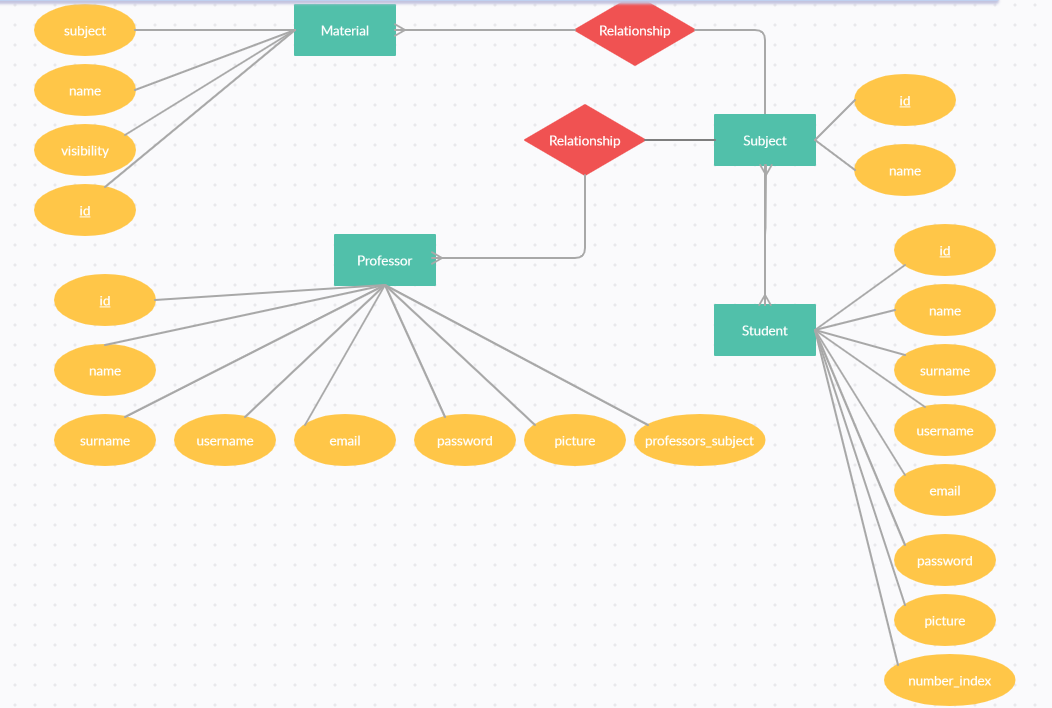 subject
Material
Relationship
name
id
visibility
Relationship
Subject
name
id
Professor
id
id
name
Student
name
surname
surname
username
email
password
picture
professors_subject
username
email
password
picture
number_index